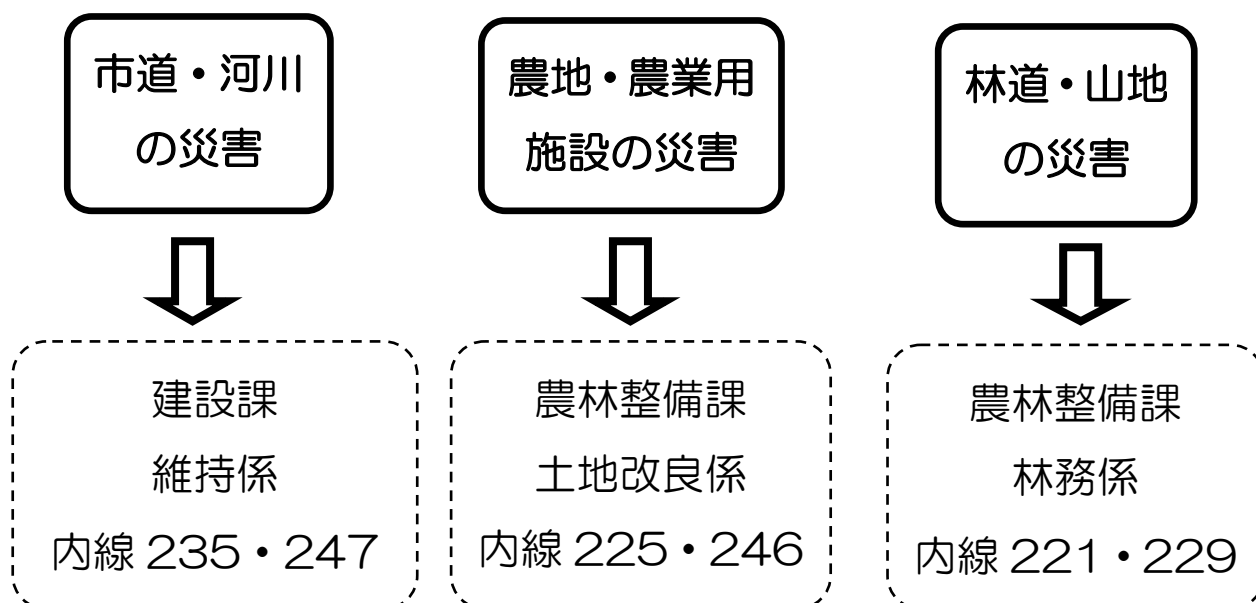 市道・河川
の災害
農地・農業用
施設の災害
林道・山地
の災害
建設課
維持係
内線 235・247
農林整備課
土地改良係
内線 225・246
農林整備課
林務係
内線 221・229